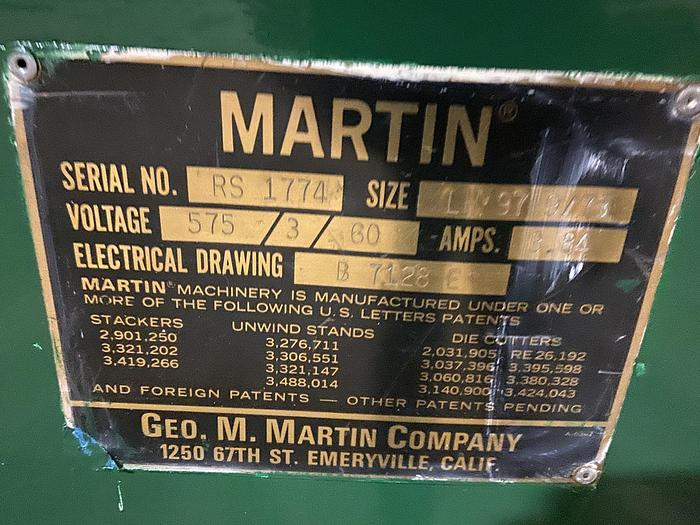 MARTIN®
SERIAL NO. RS 1774 SIZE
VOLTAGE 575 / 3 / 60 AMPS.
ELECTRICAL DRAWING B 7128
MARTIN® MACHINERY IS MANUFACTURED UNDER ONE OR
MORE OF THE FOLLOWING U.S. LETTERS PATENTS
STACKERS UNWIND STANDS DIE CUTTERS
2,901,250 3,276,711 2,031,905 RE 26,192
3,321,202 3,306,551 3,037,396 3,395,598
3,419,266 3,321,147 3,060,816 3,380,328
3,488,014 3,140,900 3,424,043
AND FOREIGN PATENTS — OTHER PATENTS PENDING
GEO. M. MARTIN COMPANY
1250 67TH ST. EMERYVILLE, CALIF.